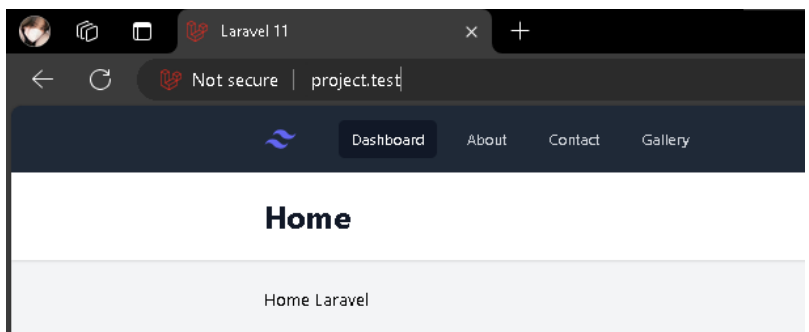 Laravel 11
Not secure | project.test
Dashboard About Contact Gallery
Home
Home Laravel